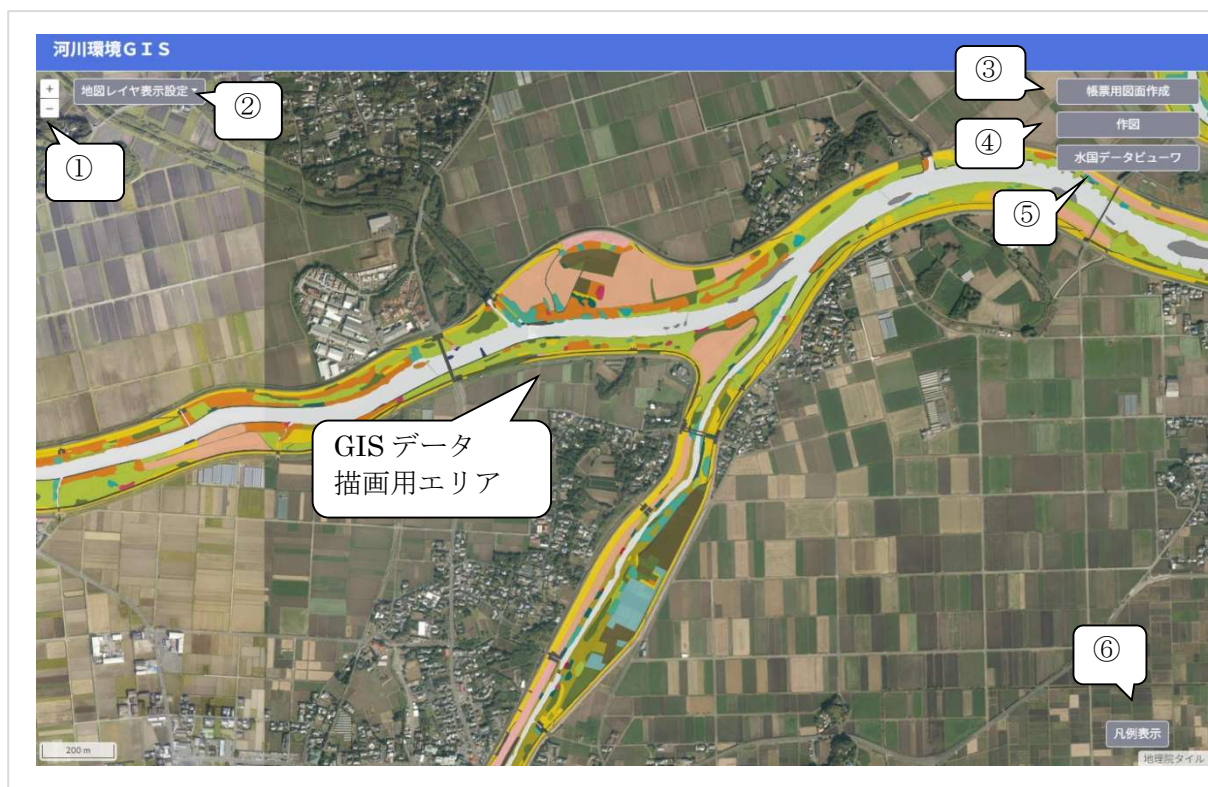 河川環境ＧＩＳ
＋
－
地図レイヤ表示設定
①
②
③
帳票用図面作成
④
作図
水国データビューワ
⑤
GIS データ
描画用エリア
⑥
凡例表示
200 m
地理院タイル